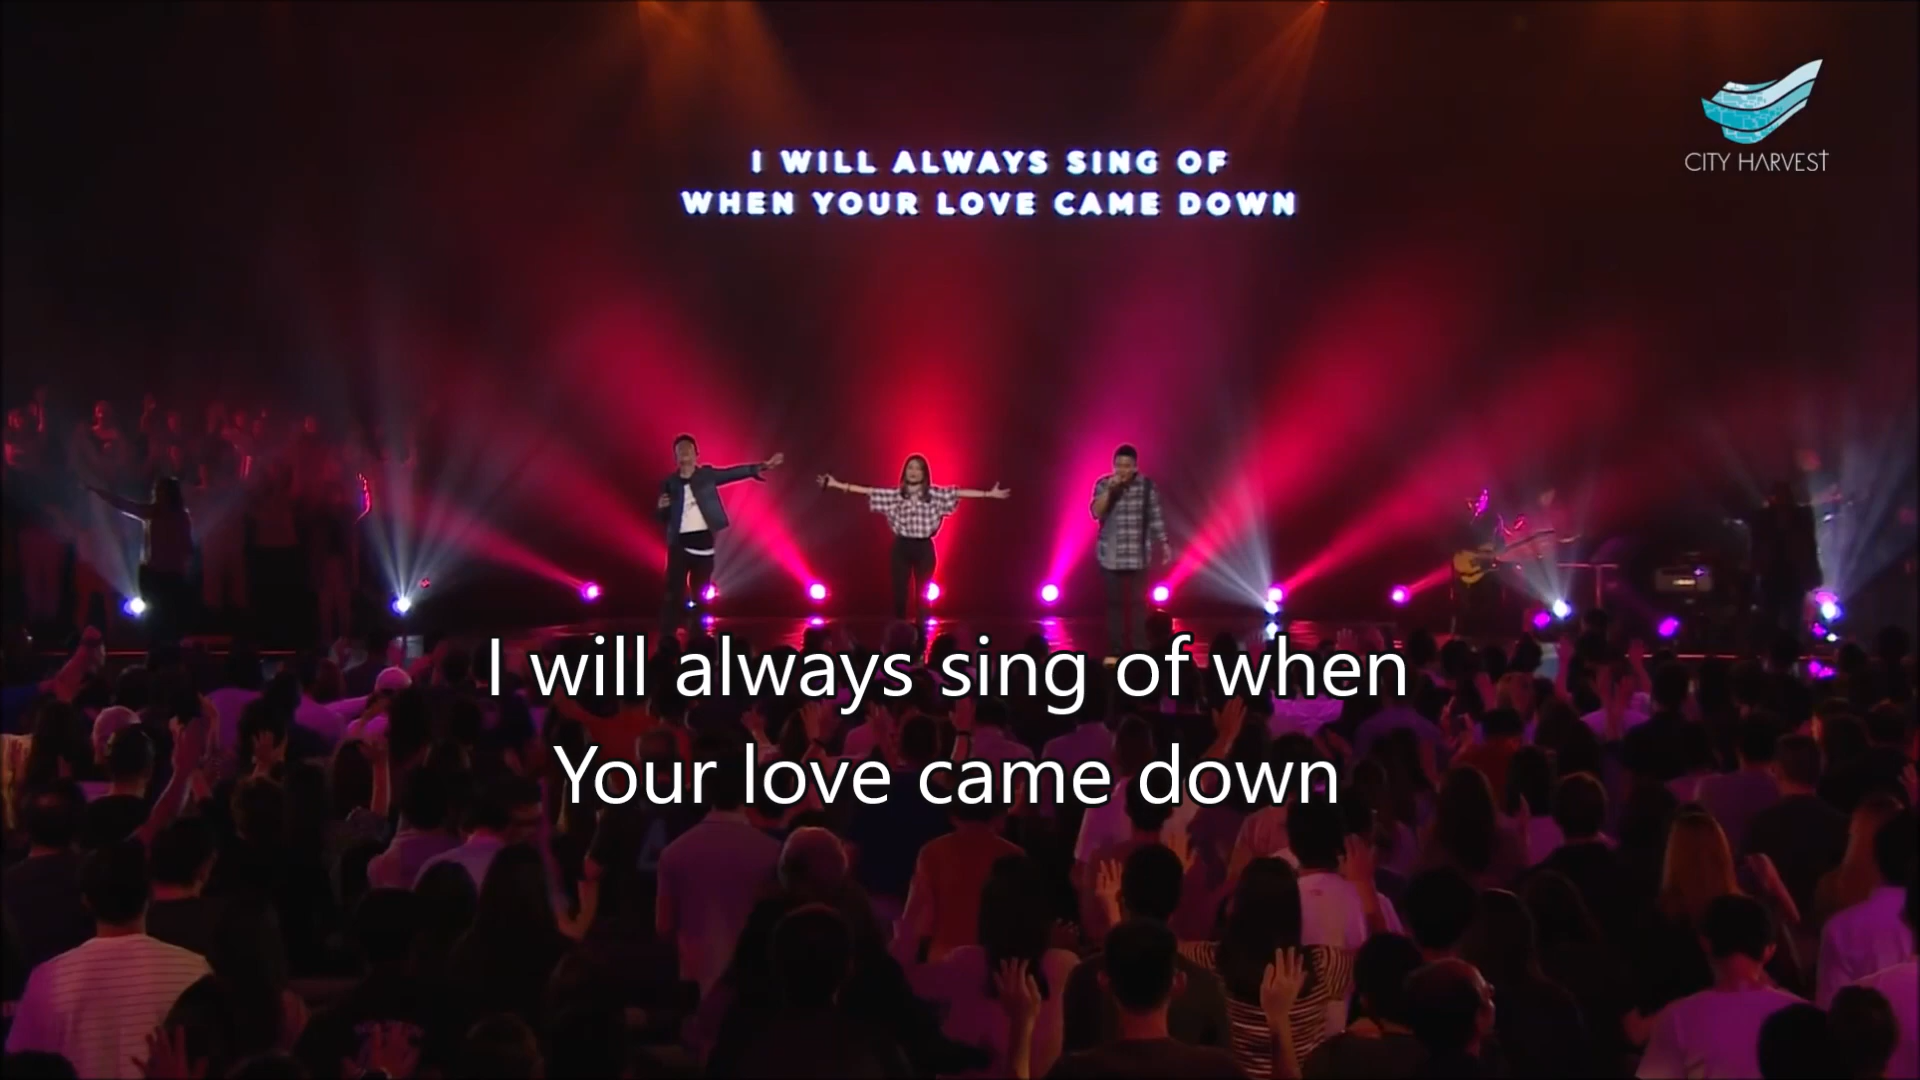 I WILL ALWAYS SING OF
WHEN YOUR LOVE CAME DOWN
CITY HARVEST
I will always sing of when
Your love came down